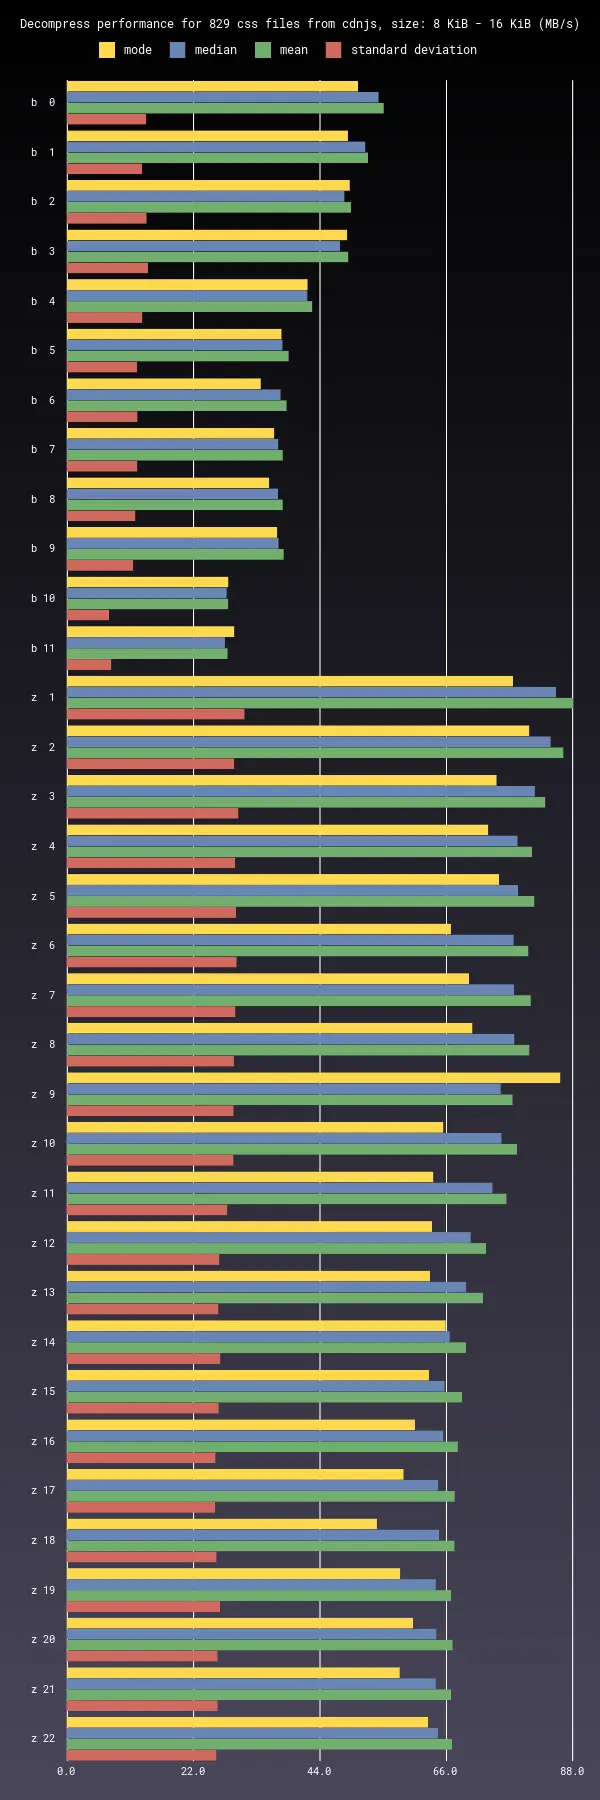 Decompress performance for 829 css files from cdnjs, size: 8 KiB - 16 KiB (MB/s)
mode median mean standard deviation
b 0
b 1
b 2
b 3
b 4
b 5
b 6
b 7
b 8
b 9
b 10
b 11
z 1
z 2
z 3
z 4
z 5
z 6
z 7
z 8
z 9
z 10
z 11
z 12
z 13
z 14
z 15
z 16
z 17
z 18
z 19
z 20
z 21
z 22
0.0 22.0 44.0 66.0 88.0